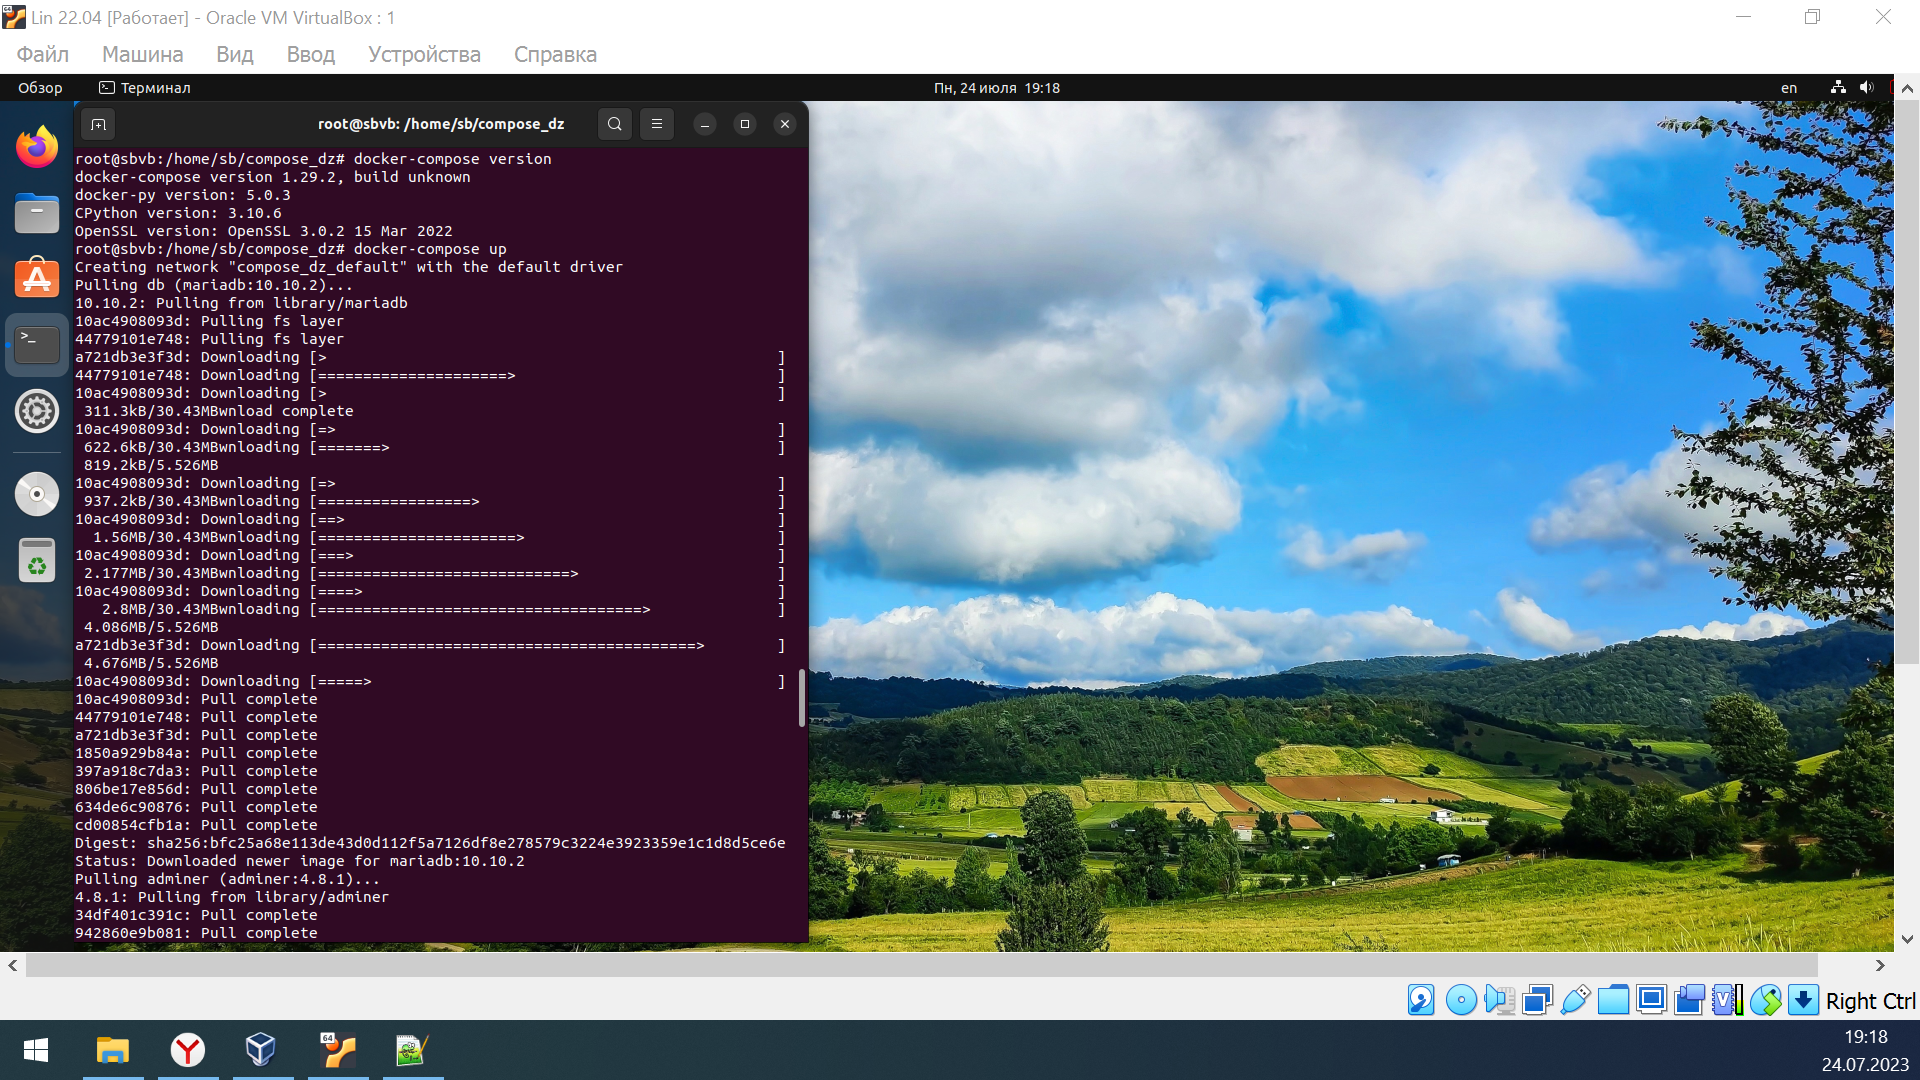 Lin 22.04 [Работает] - Oracle VM VirtualBox : 1
Файл Машина Вид Ввод Устройства Справка
Обзор Терминал Пн, 24 июля 19:18 en
root@sbvb: /home/sb/compose_dz
root@sbvb:/home/sb/compose_dz# docker-compose version
docker-compose version 1.29.2, build unknown
docker-py version: 5.0.3
CPython version: 3.10.6
OpenSSL version: OpenSSL 3.0.2 15 Mar 2022
root@sbvb:/home/sb/compose_dz# docker-compose up
Creating network "compose_dz_default" with the default driver
Pulling db (mariadb:10.10.2)...
10.10.2: Pulling from library/mariadb
10ac4908093d: Pulling fs layer
44779101e748: Pulling fs layer
a721db3e3f3d: Downloading [> ]
44779101e748: Downloading [=====================> ]
10ac4908093d: Downloading [> ]
311.3kB/30.43MBwnload complete
10ac4908093d: Downloading [=> ]
622.6kB/30.43MBwnloading [=======> ]
819.2kB/5.526MB
10ac4908093d: Downloading [=> ]
937.2kB/30.43MBwnloading [=================> ]
10ac4908093d: Downloading [==> ]
1.56MB/30.43MBwnloading [======================> ]
10ac4908093d: Downloading [===> ]
2.177MB/30.43MBwnloading [============================> ]
10ac4908093d: Downloading [====> ]
2.8MB/30.43MBwnloading [====================================> ]
4.086MB/5.526MB
a721db3e3f3d: Downloading [==========================================> ]
4.676MB/5.526MB
10ac4908093d: Downloading [=====> ]
10ac4908093d: Pull complete
44779101e748: Pull complete
a721db3e3f3d: Pull complete
1850a929b84a: Pull complete
397a918c7da3: Pull complete
806be17e856d: Pull complete
634de6c90876: Pull complete
cd00854cfb1a: Pull complete
Digest: sha256:bfc25a68e113de43d0d112f5a7126df8e278579c3224e3923359e1c1d8d5ce6e
Status: Downloaded newer image for mariadb:10.10.2
Pulling adminer (adminer:4.8.1)...
4.8.1: Pulling from library/adminer
34df401c391c: Pull complete
942860e9b081: Pull complete
Right Ctrl
64
19:18
24.07.2023